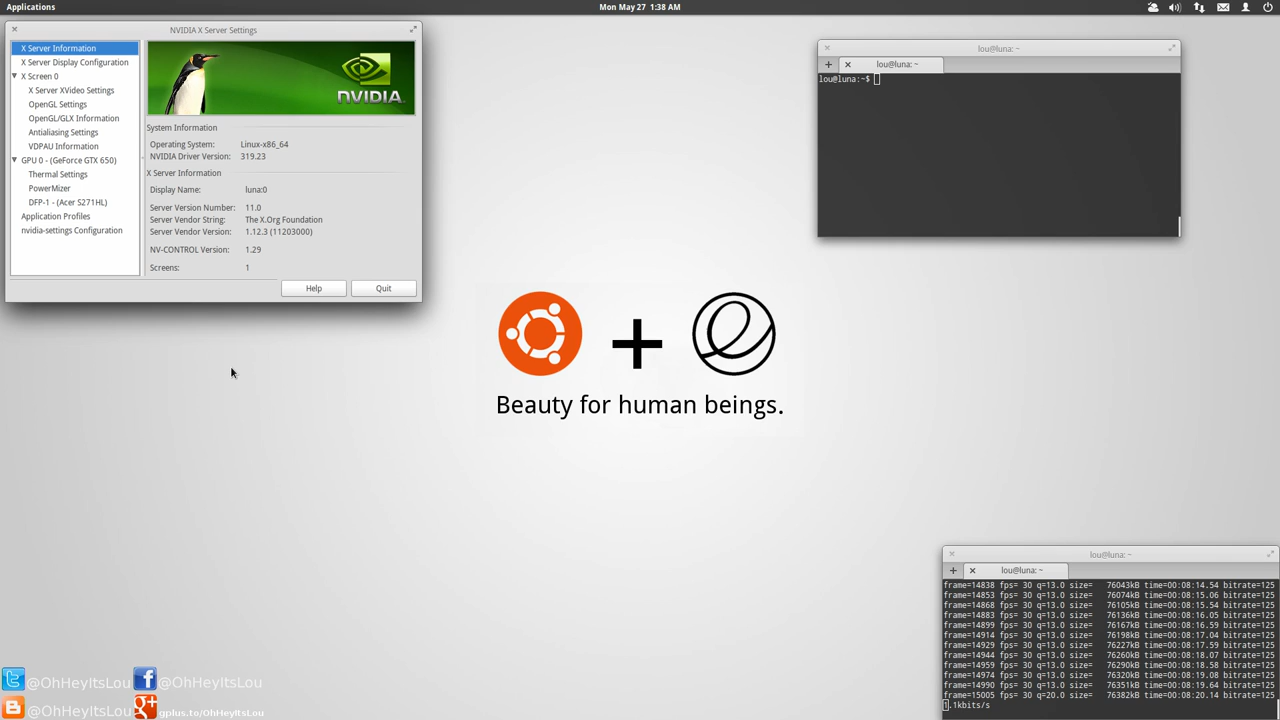 Applications
Mon May 27 1:38 AM
NVIDIA X Server Settings
X Server Information
X Server Display Configuration
X Screen 0
X Server XVideo Settings
OpenGL Settings
OpenGL/GLX Information
Antialiasing Settings
VDPAU Information
GPU 0 - (GeForce GTX 650)
Thermal Settings
PowerMizer
DFP-1 - (Acer S271HL)
Application Profiles
nvidia-settings Configuration
NVIDIA
System Information
Operating System: Linux-x86_64
NVIDIA Driver Version: 319.23
X Server Information
Display Name: luna:0
Server Version Number: 11.0
Server Vendor String: The X.Org Foundation
Server Vendor Version: 1.12.3 (11203000)
NV-CONTROL Version: 1.29
Screens: 1
Help
Quit
lou@luna: ~
lou@luna: ~
lou@luna:~$
Beauty for human beings.
lou@luna: ~
lou@luna: ~
frame=14838 fps= 30 q=13.0 size=   76043kB time=00:08:14.54 bitrate=125
frame=14853 fps= 30 q=13.0 size=   76074kB time=00:08:15.06 bitrate=125
frame=14868 fps= 30 q=13.0 size=   76105kB time=00:08:15.54 bitrate=125
frame=14883 fps= 30 q=13.0 size=   76136kB time=00:08:16.05 bitrate=125
frame=14899 fps= 30 q=13.0 size=   76167kB time=00:08:16.59 bitrate=125
frame=14914 fps= 30 q=13.0 size=   76198kB time=00:08:17.04 bitrate=125
frame=14929 fps= 30 q=13.0 size=   76227kB time=00:08:17.59 bitrate=125
frame=14944 fps= 30 q=13.0 size=   76260kB time=00:08:18.07 bitrate=125
frame=14959 fps= 30 q=13.0 size=   76290kB time=00:08:18.58 bitrate=125
frame=14974 fps= 30 q=13.0 size=   76320kB time=00:08:19.08 bitrate=125
frame=14990 fps= 30 q=13.0 size=   76351kB time=00:08:19.64 bitrate=125
frame=15005 fps= 30 q=20.0 size=   76382kB time=00:08:20.14 bitrate=125
1.1kbits/s
@OhHeyItsLou
@OhHeyItsLou
@OhHeyItsLou
gplus.to/OhHeyItsLou